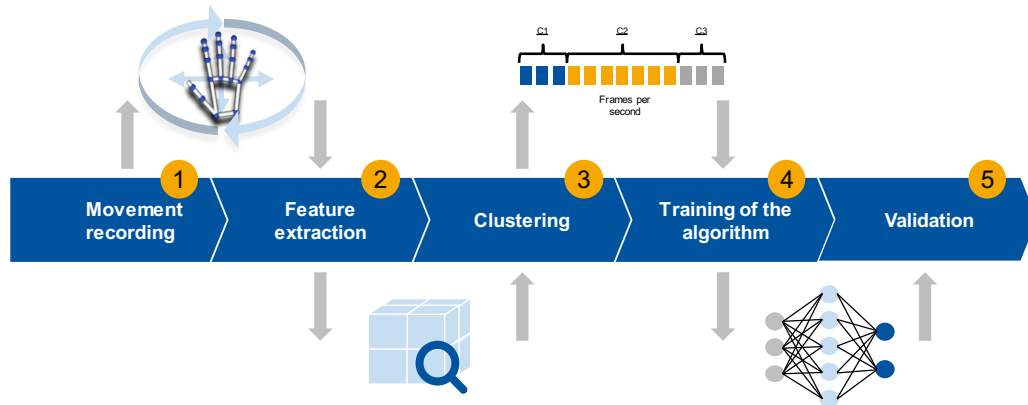 C1
C2
C3
Frames per
second
1
2
3
4
5
Movement
recording
Feature
extraction
Clustering
Training of the
algorithm
Validation